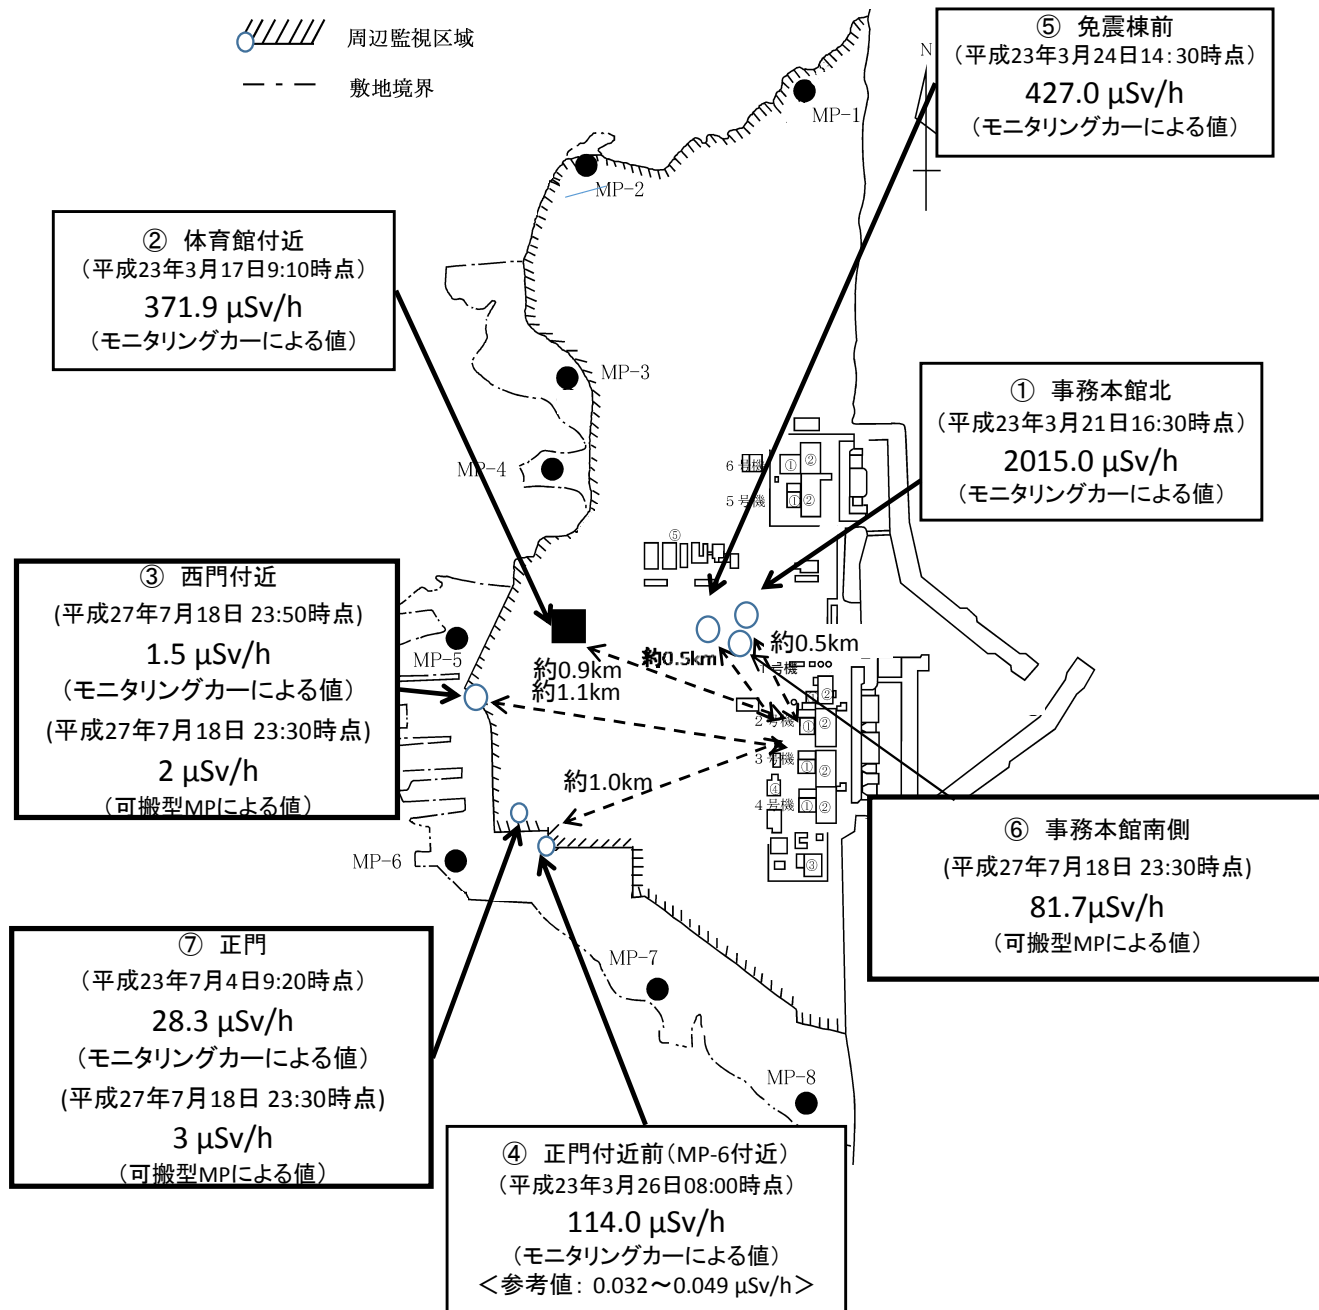 周辺監視区域
敷地境界
⑤ 免震棟前
(平成23年3月24日14:30時点)
427.0 μSv/h
(モニタリングカーによる値)
N
MP-1
MP-2
② 体育館付近
(平成23年3月17日9:10時点)
371.9 μSv/h
(モニタリングカーによる値)
MP-3
① 事務本館北
(平成23年3月21日16:30時点)
2015.0 μSv/h
(モニタリングカーによる値)
MP-4
6号機
①
②
5号機
①
②
⑤
③ 西門付近
(平成27年7月18日 23:50時点)
1.5 μSv/h
(モニタリングカーによる値)
(平成27年7月18日 23:30時点)
2 μSv/h
(可搬型MPによる値)
MP-5
約0.9km
約1.1km
約0.5km
約0.5km
1号機
②
2号機
①
②
3号機
①
②
約1.0km
④
4号機
①
②
③
MP-6
⑥ 事務本館南側
(平成27年7月18日 23:30時点)
81.7μSv/h
(可搬型MPによる値)
⑦ 正門
(平成23年7月4日9:20時点)
28.3 μSv/h
(モニタリングカーによる値)
(平成27年7月18日 23:30時点)
3 μSv/h
(可搬型MPによる値)
MP-7
MP-8
④ 正門付近前(MP-6付近)
(平成23年3月26日08:00時点)
114.0 μSv/h
(モニタリングカーによる値)
<参考値: 0.032～0.049 μSv/h>